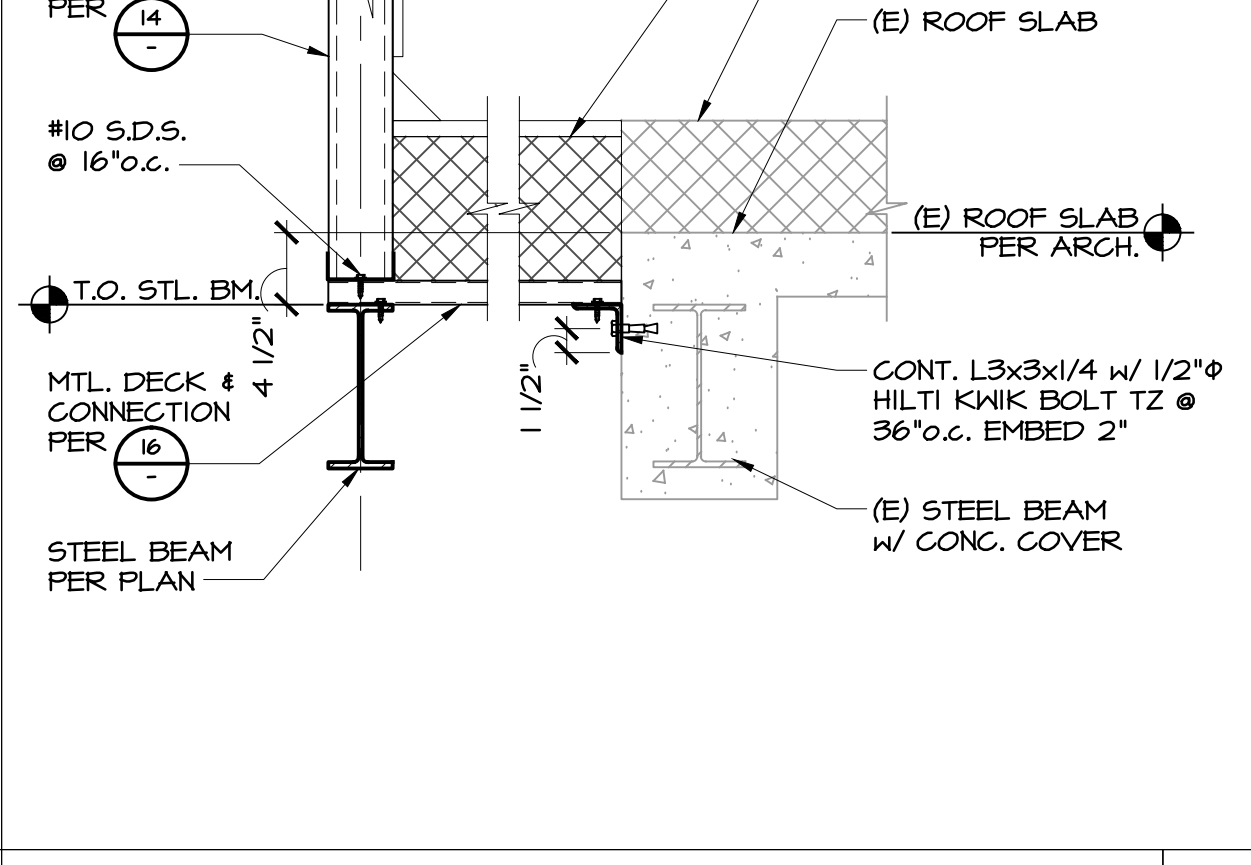 PER
14
-
(E) ROOF SLAB
#10 S.D.S.
@ 16"o.c.
(E) ROOF SLAB
PER ARCH.
T.O. STL. BM.
4 1/2"
1 1/2"
MTL. DECK &
CONNECTION
PER
16
-
CONT. L3x3x1/4 w/ 1/2"Φ
HILTI KWIK BOLT TZ @
36"o.c. EMBED 2"
(E) STEEL BEAM
w/ CONC. COVER
STEEL BEAM
PER PLAN